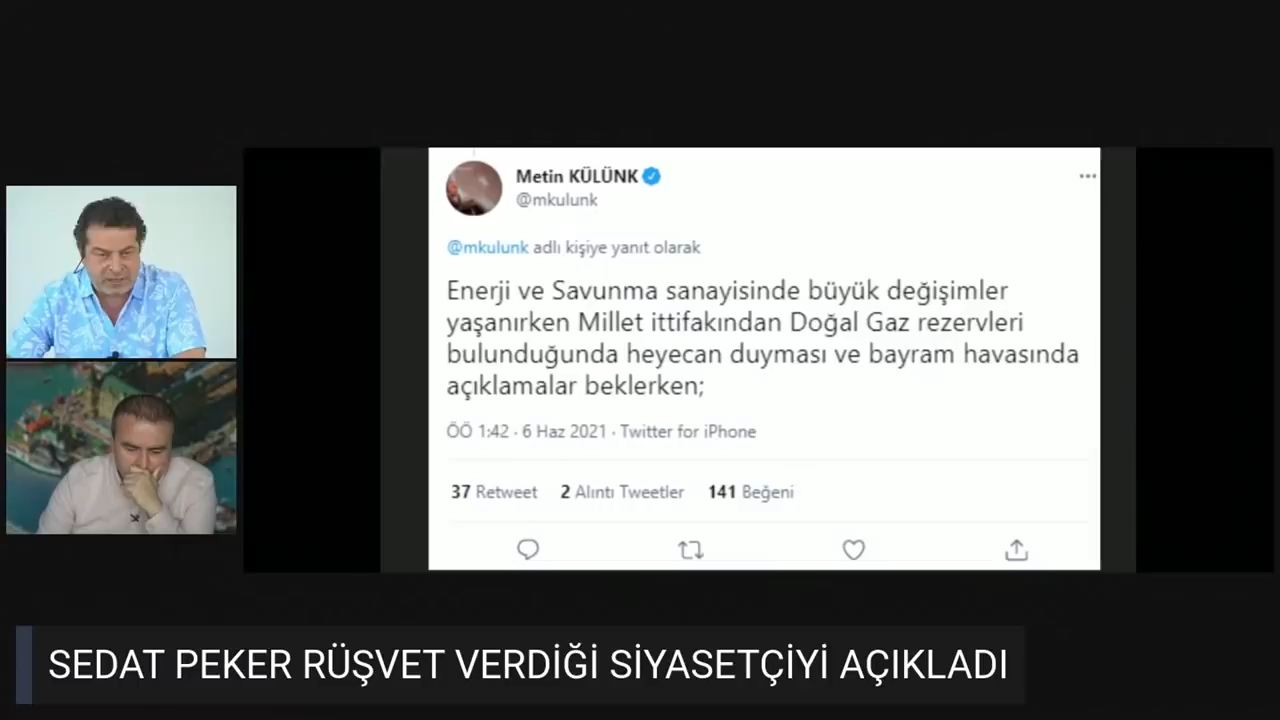 Metin KÜLÜNK
@mkulunk
@mkulunk adlı kişiye yanıt olarak
Enerji ve Savunma sanayisinde büyük değişimler
yaşanırken Millet ittifakından Doğal Gaz rezervleri
bulunduğunda heyecan duyması ve bayram havasında
açıklamalar beklerken;
ÖÖ 1:42 · 6 Haz 2021 · Twitter for iPhone
37 Retweet 2 Alıntı Tweetler 141 Beğeni
SEDAT PEKER RÜŞVET VERDİĞİ SİYASETÇİYİ AÇIKLADI